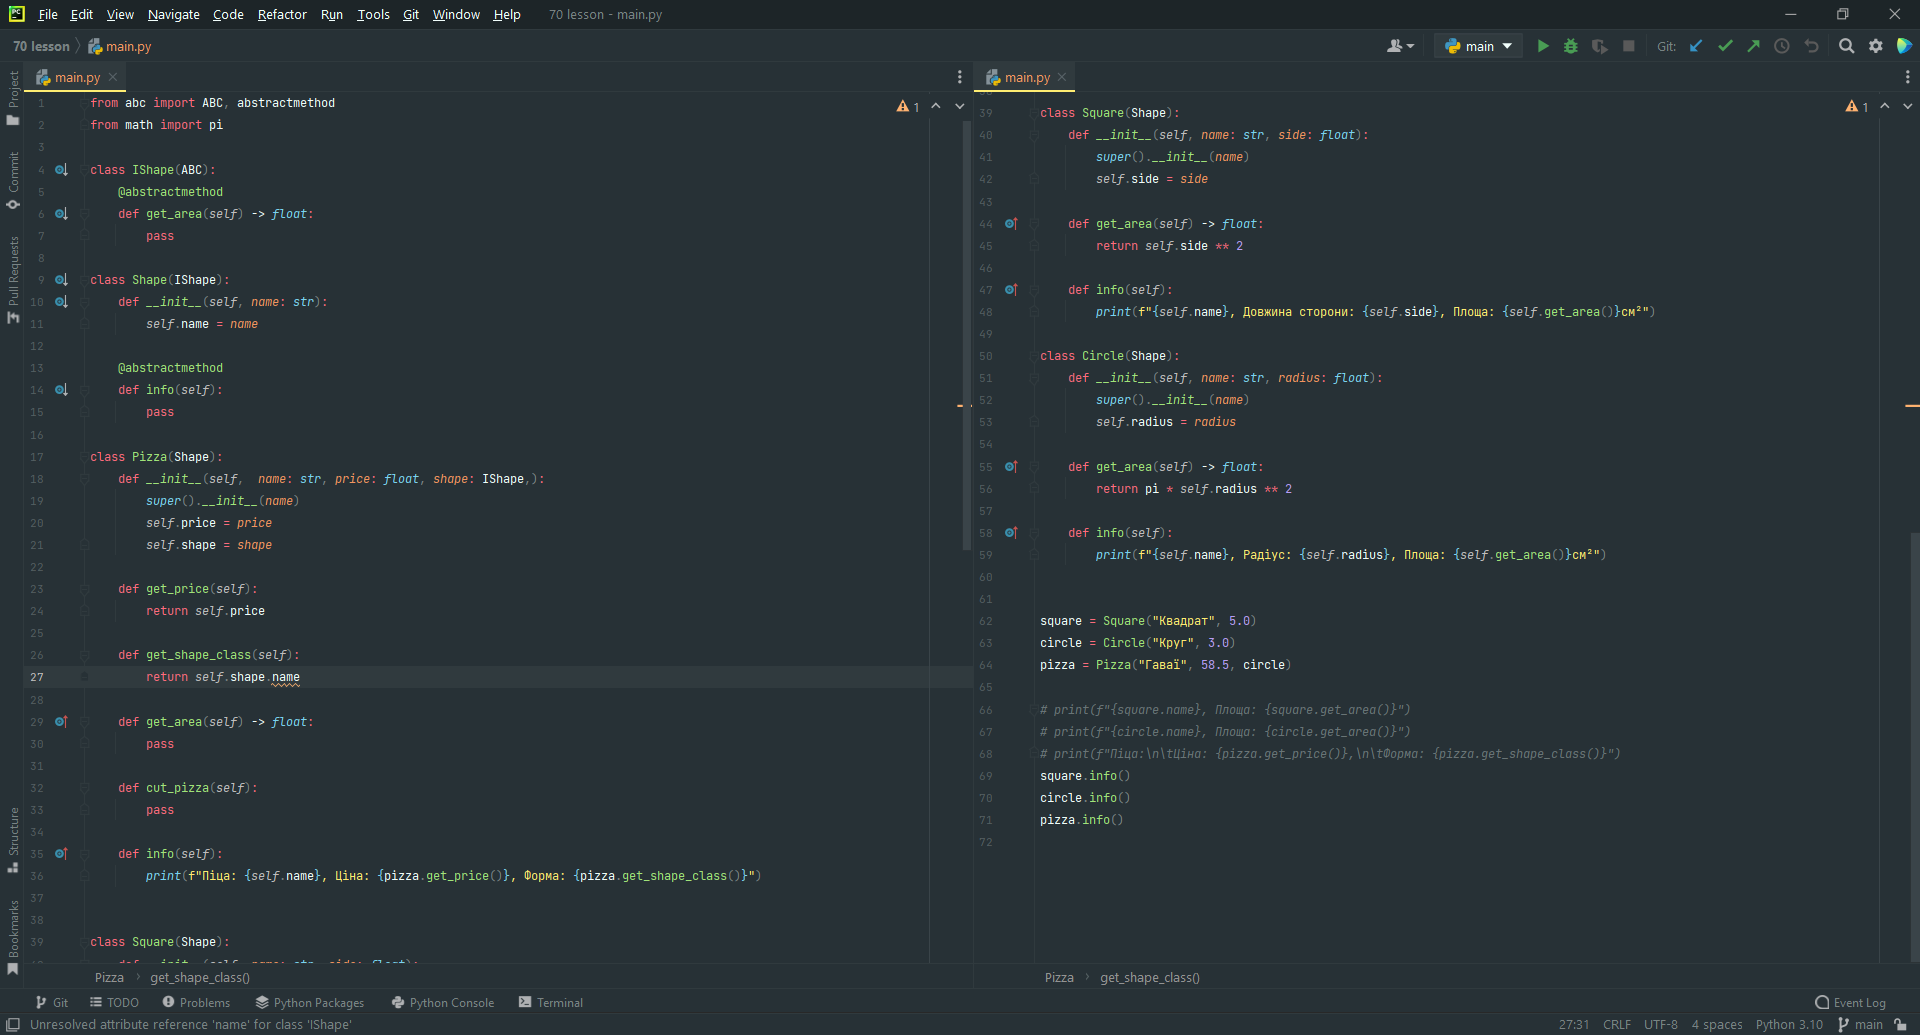 File Edit View Navigate Code Refactor Run Tools Git Window Help 70 lesson - main.py
70 lesson main.py main Git:
main.py
Project
Commit
Pull Requests
Structure
Bookmarks
1 from abc import ABC, abstractmethod
2 from math import pi
3
4 class IShape(ABC):
5 @abstractmethod
6 def get_area(self) -> float:
7 pass
8
9 class Shape(IShape):
10 def __init__(self, name: str):
11 self.name = name
12
13 @abstractmethod
14 def info(self):
15 pass
16
17 class Pizza(Shape):
18 def __init__(self,  name: str, price: float, shape: IShape,):
19 super().__init__(name)
20 self.price = price
21 self.shape = shape
22
23 def get_price(self):
24 return self.price
25
26 def get_shape_class(self):
27 return self.shape.name
28
29 def get_area(self) -> float:
30 pass
31
32 def cut_pizza(self):
33 pass
34
35 def info(self):
36 print(f"Піца: {self.name}, Ціна: {pizza.get_price()}, Форма: {pizza.get_shape_class()}")
37
38
39 class Square(Shape):
1
Pizza get_shape_class()
main.py
1
39 class Square(Shape):
40 def __init__(self, name: str, side: float):
41 super().__init__(name)
42 self.side = side
43
44 def get_area(self) -> float:
45 return self.side ** 2
46
47 def info(self):
48 print(f"{self.name}, Довжина сторони: {self.side}, Площа: {self.get_area()}см²")
49
50 class Circle(Shape):
51 def __init__(self, name: str, radius: float):
52 super().__init__(name)
53 self.radius = radius
54
55 def get_area(self) -> float:
56 return pi * self.radius ** 2
57
58 def info(self):
59 print(f"{self.name}, Радіус: {self.radius}, Площа: {self.get_area()}см²")
60
61
62 square = Square("Квадрат", 5.0)
63 circle = Circle("Круг", 3.0)
64 pizza = Pizza("Гаваї", 58.5, circle)
65
66 # print(f"{square.name}, Площа: {square.get_area()}")
67 # print(f"{circle.name}, Площа: {circle.get_area()}")
68 # print(f"Піца:\n\tЦіна: {pizza.get_price()},\n\tФорма: {pizza.get_shape_class()}")
69 square.info()
70 circle.info()
71 pizza.info()
72
Pizza get_shape_class()
Git TODO Problems Python Packages Python Console Terminal Event Log
Unresolved attribute reference 'name' for class 'IShape' 27:31 CRLF UTF-8 4 spaces Python 3.10 main